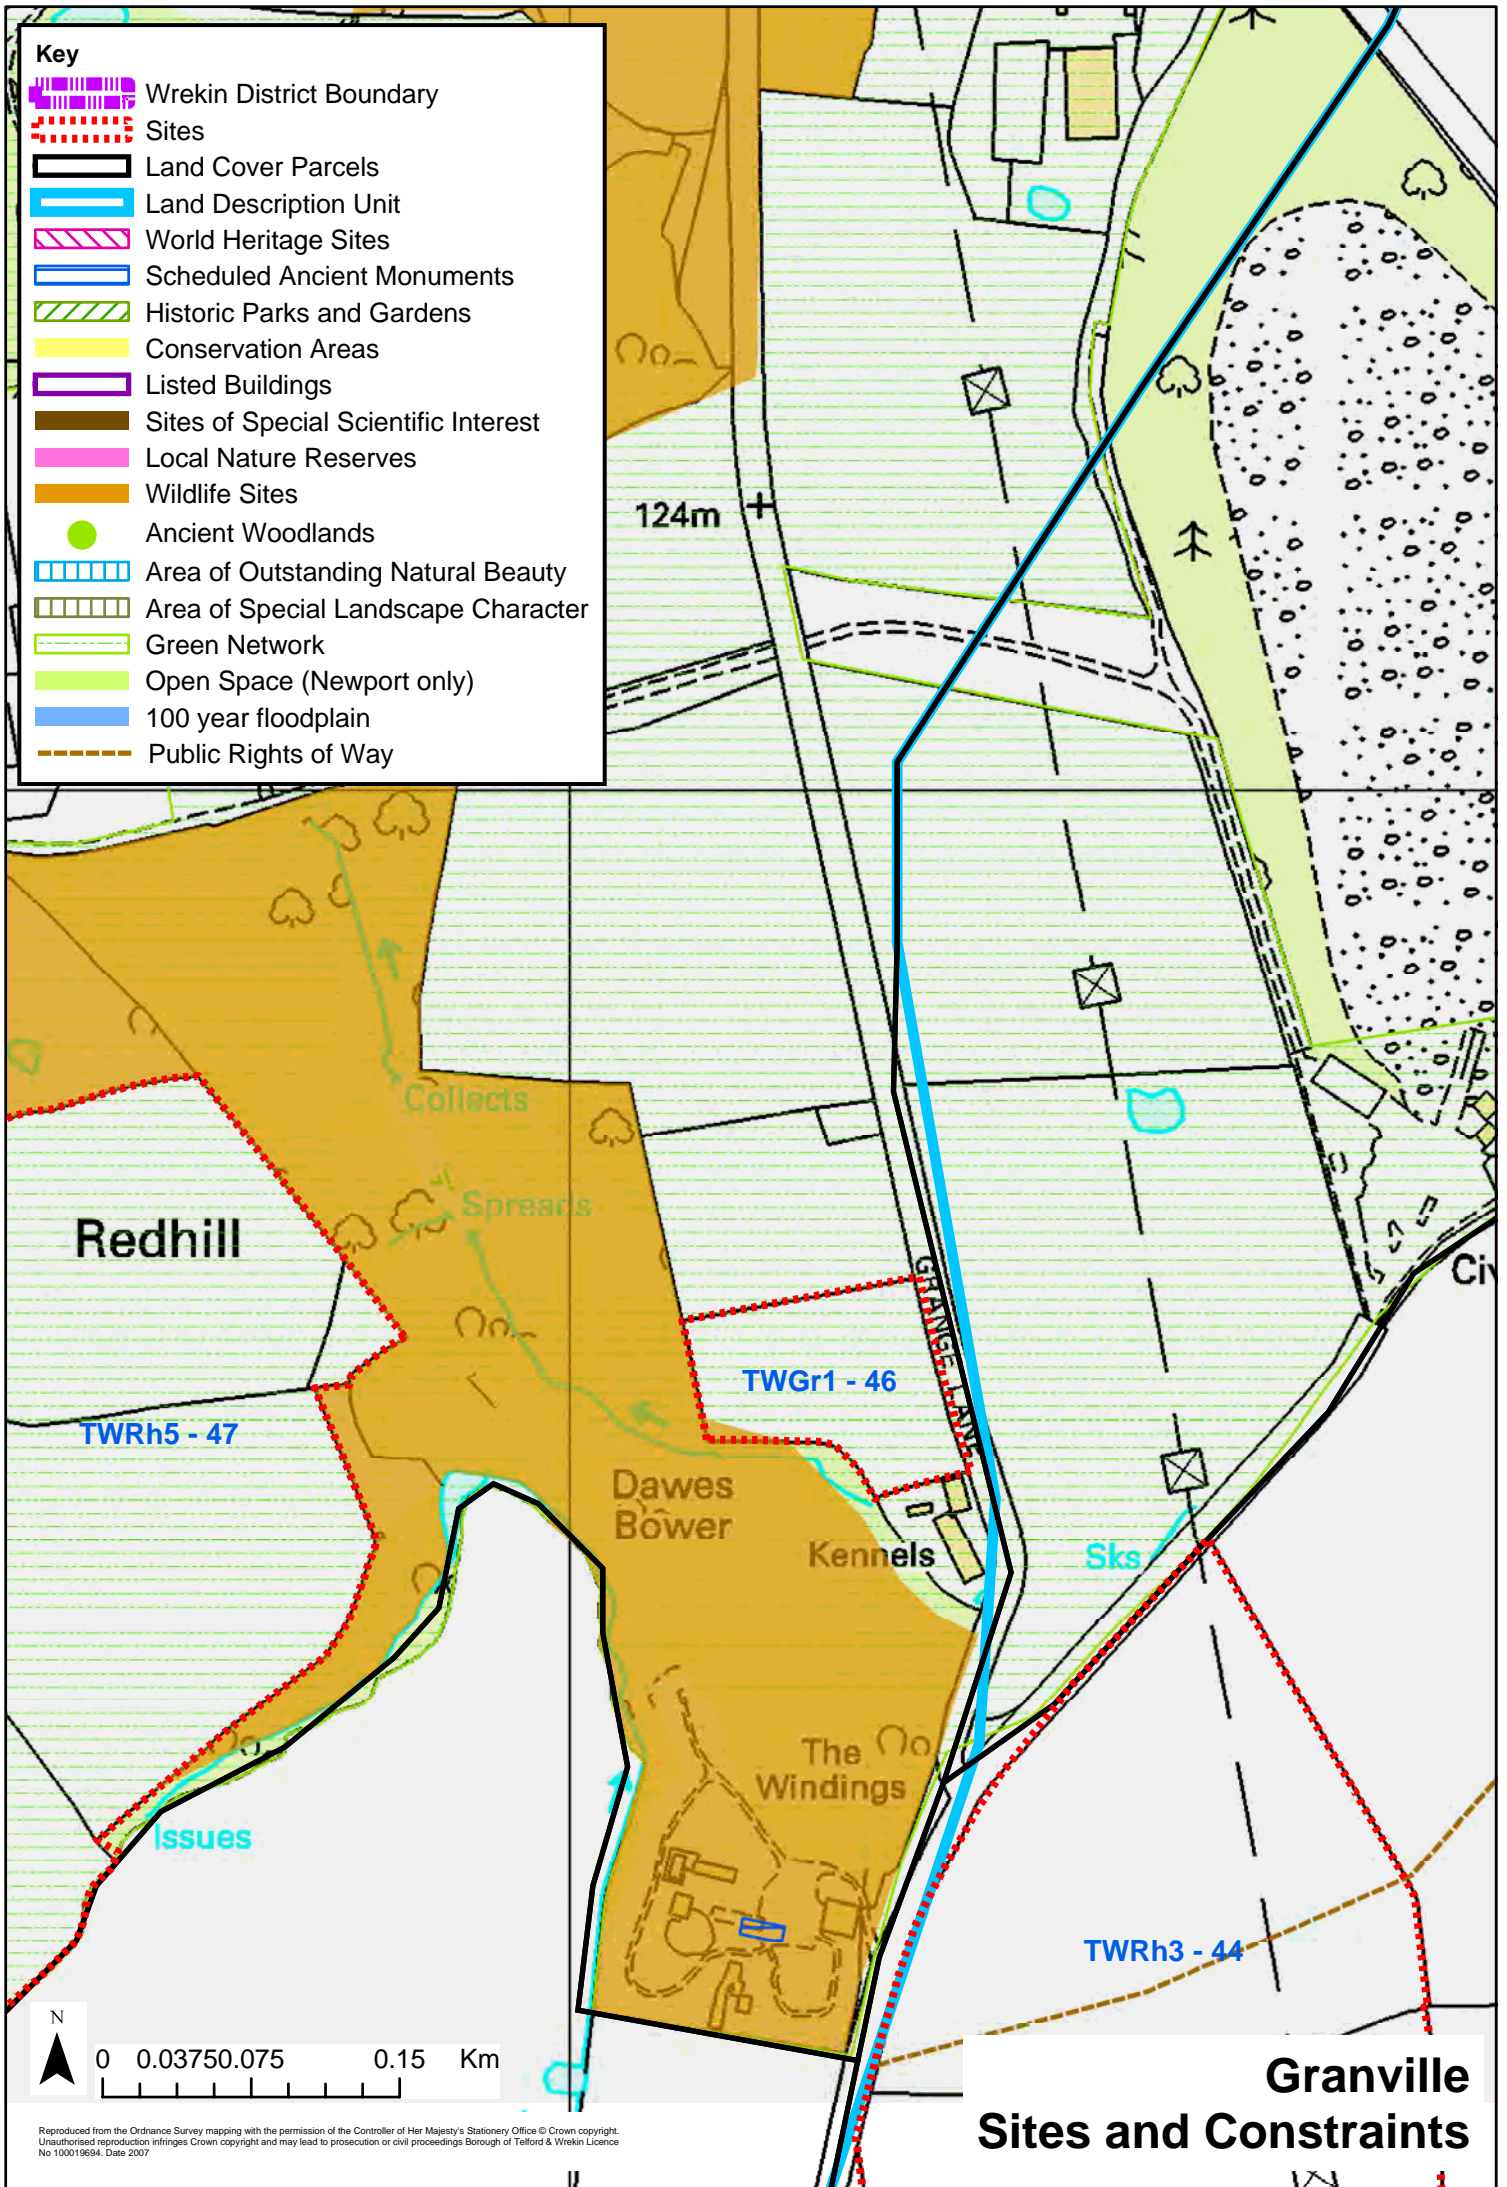 Key
Wrekin District Boundary
Sites
Land Cover Parcels
Land Description Unit
World Heritage Sites
Scheduled Ancient Monuments
Historic Parks and Gardens
Conservation Areas
Listed Buildings
Sites of Special Scientific Interest
Local Nature Reserves
Wildlife Sites
Ancient Woodlands
Area of Outstanding Natural Beauty
Area of Special Landscape Character
Green Network
Open Space (Newport only)
100 year floodplain
Public Rights of Way
124m
Collects
Spreads
Redhill
GRANGE LANE
Civ
TWGr1 - 46
TWRh5 - 47
Dawes
Bower
Kennels
Sks
The
Windings
Issues
TWRh3 - 44
N
0 0.03750.075 0.15 Km
Granville
Sites and Constraints
Reproduced from the Ordnance Survey mapping with the permission of the Controller of Her Majesty's Stationery Office © Crown copyright.
Unauthorised reproduction infringes Crown copyright and may lead to prosecution or civil proceedings Borough of Telford & Wrekin Licence
No 100019694. Date 2007